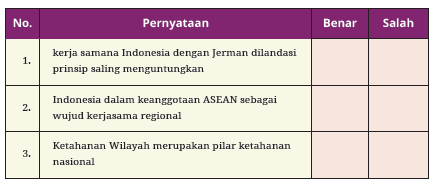 No. Pernyataan Benar Salah
1. kerja samana Indonesia dengan Jerman dilandasi
prinsip saling menguntungkan
2. Indonesia dalam keanggotaan ASEAN sebagai
wujud kerjasama regional
3. Ketahanan Wilayah merupakan pilar ketahanan
nasional